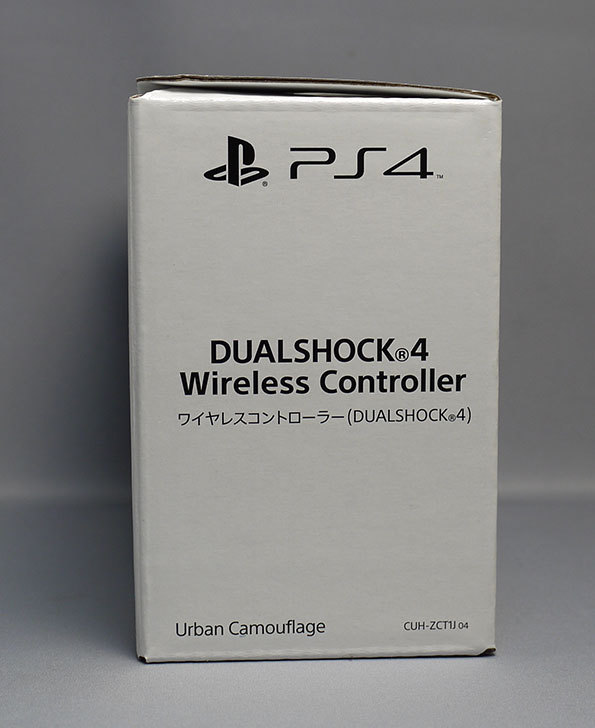 PS4™
DUALSHOCK®4
Wireless Controller
ワイヤレスコントローラー(DUALSHOCK®4)
Urban Camouflage
CUH-ZCT1J 04